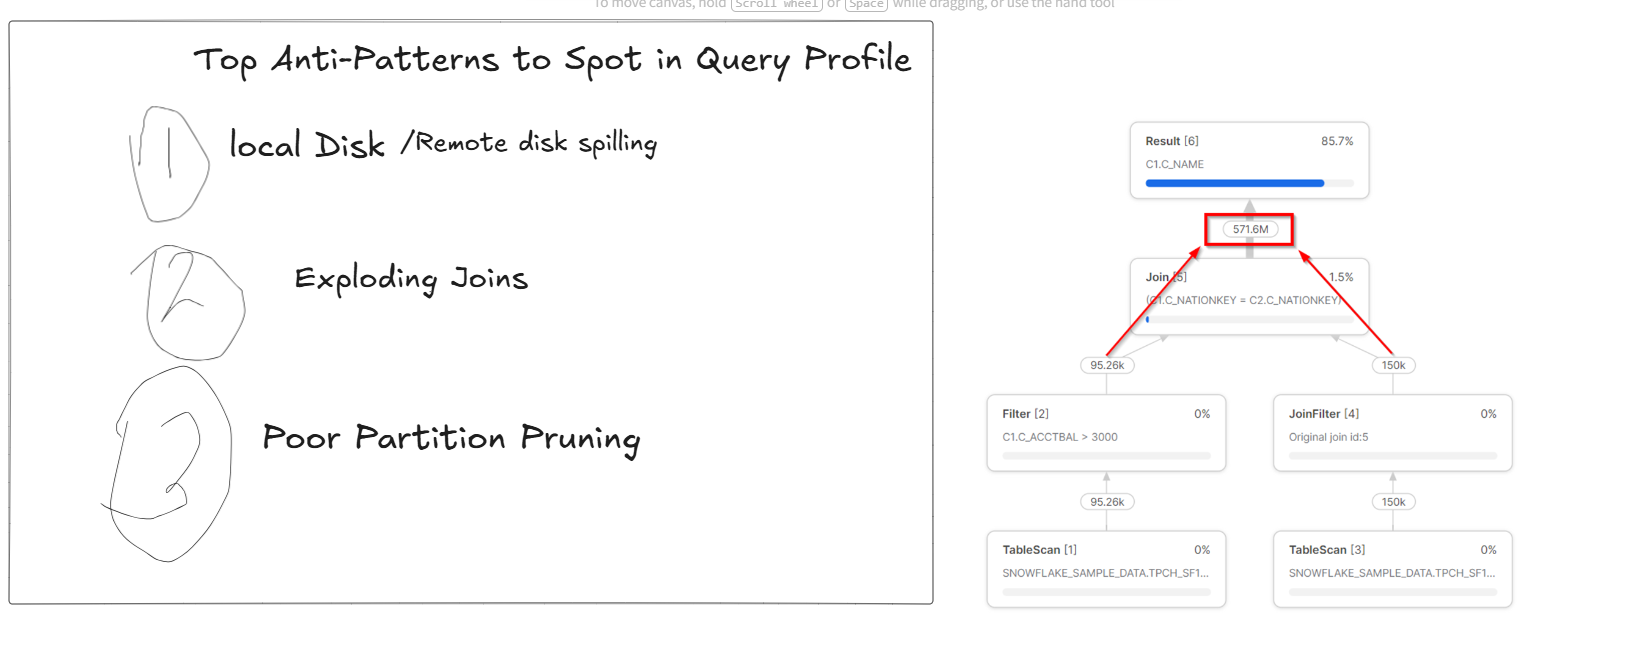 To move canvas, hold Scroll wheel or Space while dragging, or use the hand tool
Top Anti-Patterns to Spot in Query Profile
1
local Disk /Remote disk spilling
2
Exploding Joins
3
Poor Partition Pruning
Result [6] 85.7%
C1.C_NAME
571.6M
Join [5] 1.5%
(C1.C_NATIONKEY = C2.C_NATIONKEY)
95.26k 150k
Filter [2] 0%
C1.C_ACCTBAL > 3000
JoinFilter [4] 0%
Original join id:5
95.26k 150k
TableScan [1] 0%
SNOWFLAKE_SAMPLE_DATA.TPCH_SF1...
TableScan [3] 0%
SNOWFLAKE_SAMPLE_DATA.TPCH_SF1...